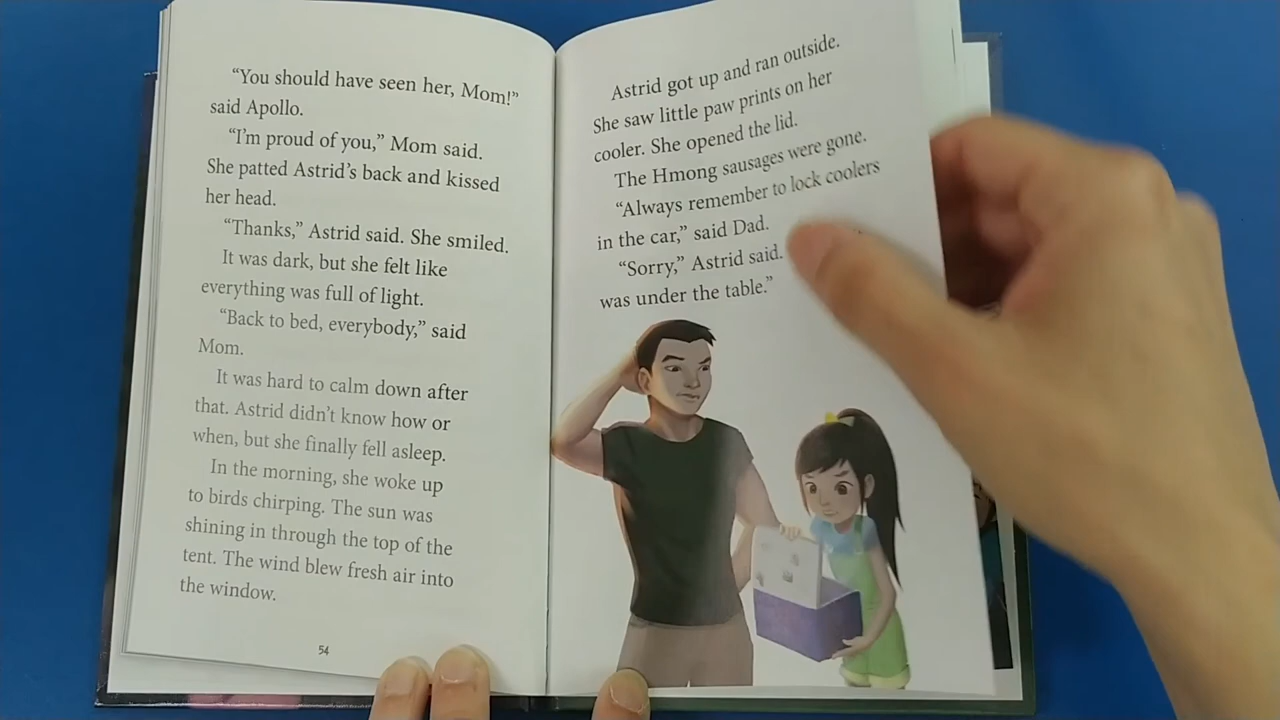 “You should have seen her, Mom!”
said Apollo.
“I’m proud of you,” Mom said.
She patted Astrid’s back and kissed
her head.
“Thanks,” Astrid said. She smiled.
It was dark, but she felt like
everything was full of light.
“Back to bed, everybody,” said
Mom.
It was hard to calm down after
that. Astrid didn’t know how or
when, but she finally fell asleep.
In the morning, she woke up
to birds chirping. The sun was
shining in through the top of the
tent. The wind blew fresh air into
the window.
54
Astrid got up and ran outside.
She saw little paw prints on her
cooler. She opened the lid.
The Hmong sausages were gone.
“Always remember to lock coolers
in the car,” said Dad.
“Sorry,” Astrid said.
was under the table.”